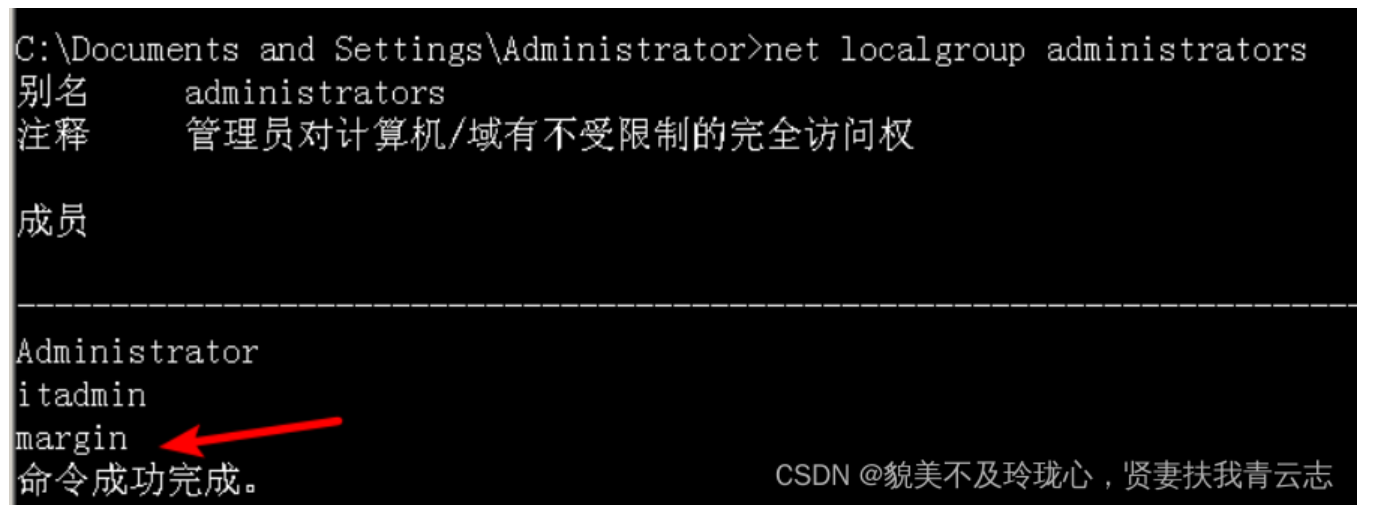 C:\Documents and Settings\Administrator>net localgroup administrators
别名 administrators
注释 管理员对计算机/域有不受限制的完全访问权
成员
-------------------------------------------------------------------------------
Administrator
itadmin
margin
命令成功完成。
CSDN @貌美不及玲珑心，贤妻扶我青云志